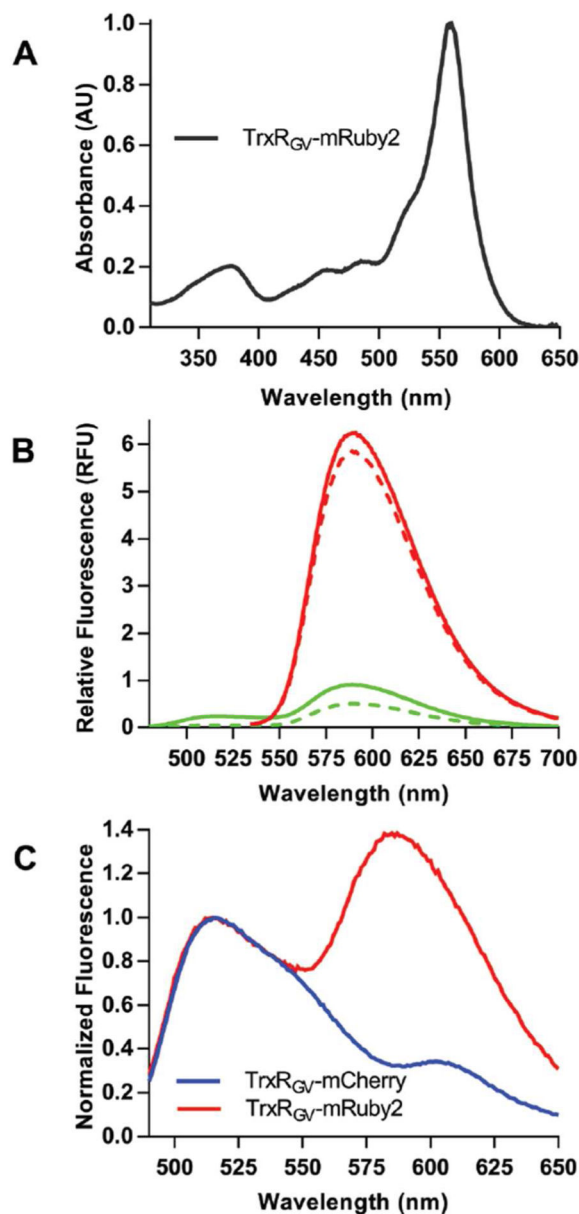 A
Absorbance (AU)
1.0
0.8
0.6
0.4
0.2
0.0
TrxRGV-mRuby2
350 400 450 500 550 600 650
Wavelength (nm)
B
Relative Fluorescence (RFU)
6
5
4
3
2
1
0
500 525 550 575 600 625 650 675 700
Wavelength (nm)
C
Normalized Fluorescence
1.4
1.2
1.0
0.8
0.6
0.4
0.2
0.0
TrxRGV-mCherry
TrxRGV-mRuby2
500 525 550 575 600 625 650
Wavelength (nm)